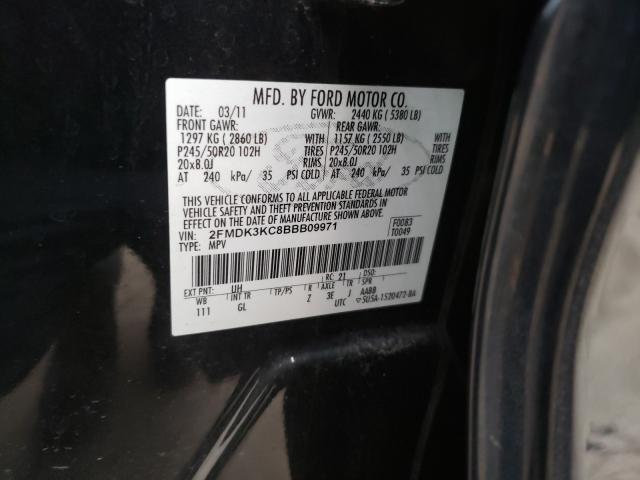 MFD. BY FORD MOTOR CO.
DATE: 03/11 GVWR: 2440 KG ( 5380 LB)
FRONT GAWR: REAR GAWR:
1297 KG ( 2860 LB) WITH 1157 KG ( 2550 LB) WITH
P245/50R20 102H TIRES P245/50R20 102H TIRES
20x8.0J RIMS 20x8.0J RIMS
AT 240 kPa/ 35 PSI COLD AT 240 kPa/ 35 PSI COLD
THIS VEHICLE CONFORMS TO ALL APPLICABLE FEDERAL MOTOR
VEHICLE SAFETY AND THEFT PREVENTION STANDARDS IN
EFFECT ON THE DATE OF MANUFACTURE SHOWN ABOVE.
VIN: 2FMDK3KC8BBB09971 F0083
TYPE: MPV T0049
EXT PNT: UH RC: 21 DSO:
WB INT TR TP/PS R AXLE TR SPR
111 GL Z 3E J AABB
UTC 5U5A-1520472-BA